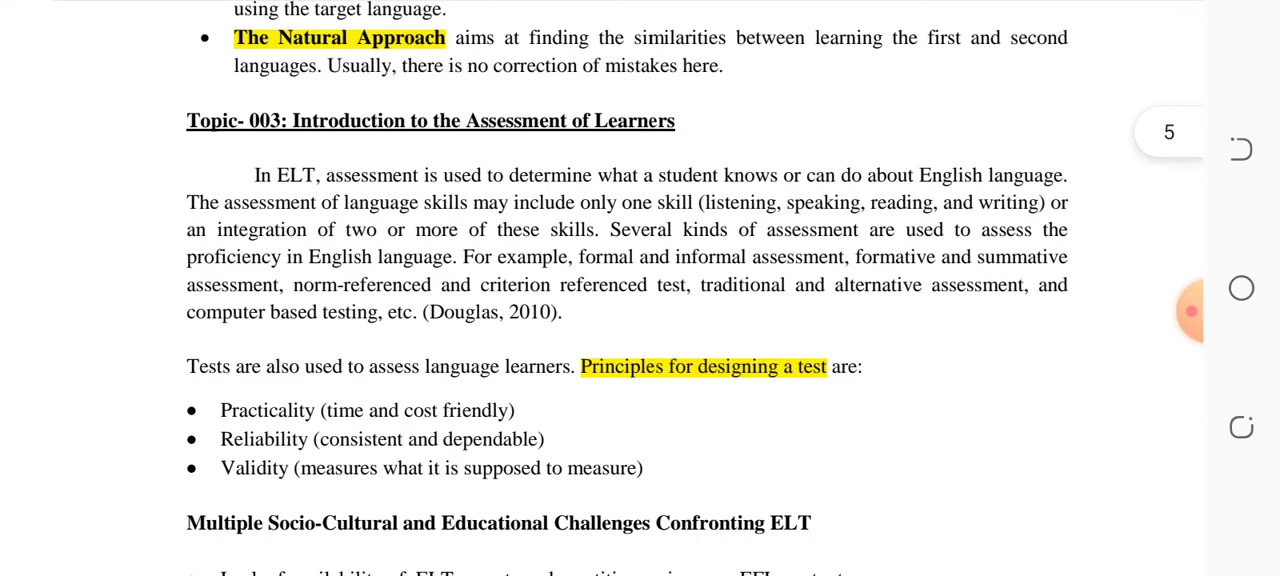 using the target language.
• The Natural Approach aims at finding the similarities between learning the first and second
languages. Usually, there is no correction of mistakes here.
Topic- 003: Introduction to the Assessment of Learners
5
In ELT, assessment is used to determine what a student knows or can do about English language.
The assessment of language skills may include only one skill (listening, speaking, reading, and writing) or
an integration of two or more of these skills. Several kinds of assessment are used to assess the
proficiency in English language. For example, formal and informal assessment, formative and summative
assessment, norm-referenced and criterion referenced test, traditional and alternative assessment, and
computer based testing, etc. (Douglas, 2010).
Tests are also used to assess language learners. Principles for designing a test are:
• Practicality (time and cost friendly)
• Reliability (consistent and dependable)
• Validity (measures what it is supposed to measure)
Multiple Socio-Cultural and Educational Challenges Confronting ELT